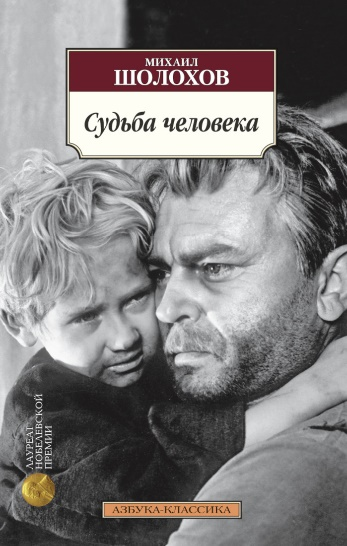 МИХАИЛ
ШОЛОХОВ
Судьба человека
ЛАУРЕАТ
НОБЕЛЕВСКОЙ
ПРЕМИИ
АЗБУКА-КЛАССИКА